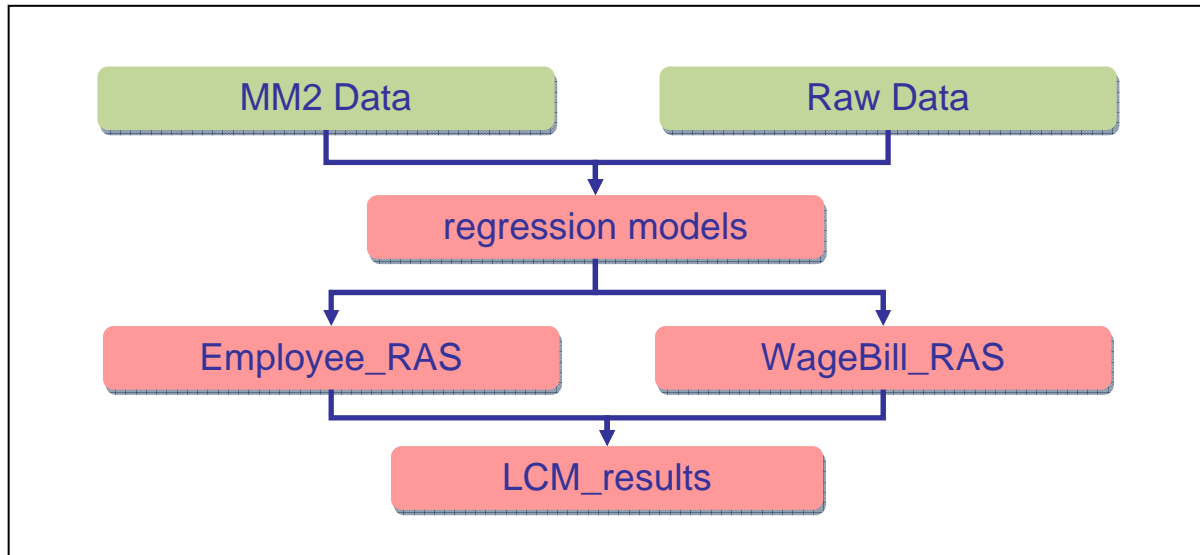 MM2 Data
Raw Data
regression models
Employee_RAS
WageBill_RAS
LCM_results